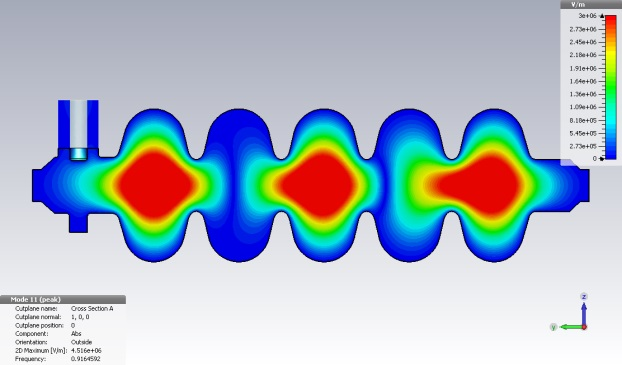 V/m
3e+06
2.73e+06
2.45e+06
2.18e+06
1.91e+06
1.64e+06
1.36e+06
1.09e+06
8.18e+05
5.45e+05
2.73e+05
0
z
y
Mode 11 (peak)
Cutplane name: Cross Section A
Cutplane normal: 1, 0, 0
Cutplane position: 0
Component: Abs
Orientation: Outside
2D Maximum [V/m]: 4.516e+06
Frequency: 0.9164592